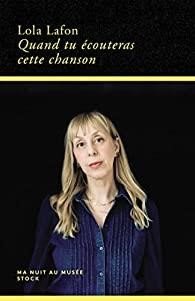 Lola Lafon
Quand tu écouteras
cette chanson
MA NUIT AU MUSÉE
STOCK